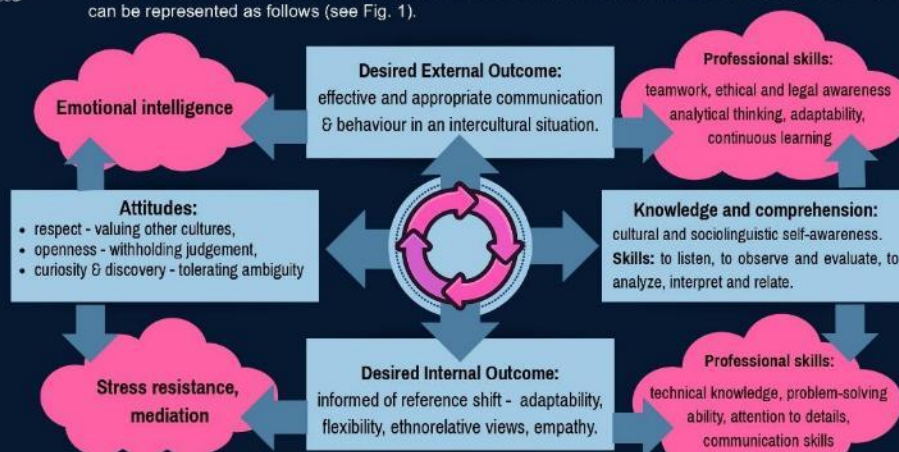 can be represented as follows (see Fig. 1).
Emotional intelligence
Desired External Outcome:
effective and appropriate communication
& behaviour in an intercultural situation.
Professional skills:
teamwork, ethical and legal awareness
analytical thinking, adaptability,
continuous learning
Attitudes:
• respect - valuing other cultures,
• openness - withholding judgement,
• curiosity & discovery - tolerating ambiguity
Knowledge and comprehension:
cultural and sociolinguistic self-awareness.
Skills: to listen, to observe and evaluate, to
analyze, interpret and relate.
Stress resistance,
mediation
Desired Internal Outcome:
informed of reference shift - adaptability,
flexibility, ethnorelative views, empathy.
Professional skills:
technical knowledge, problem-solving
ability, attention to details,
communication skills